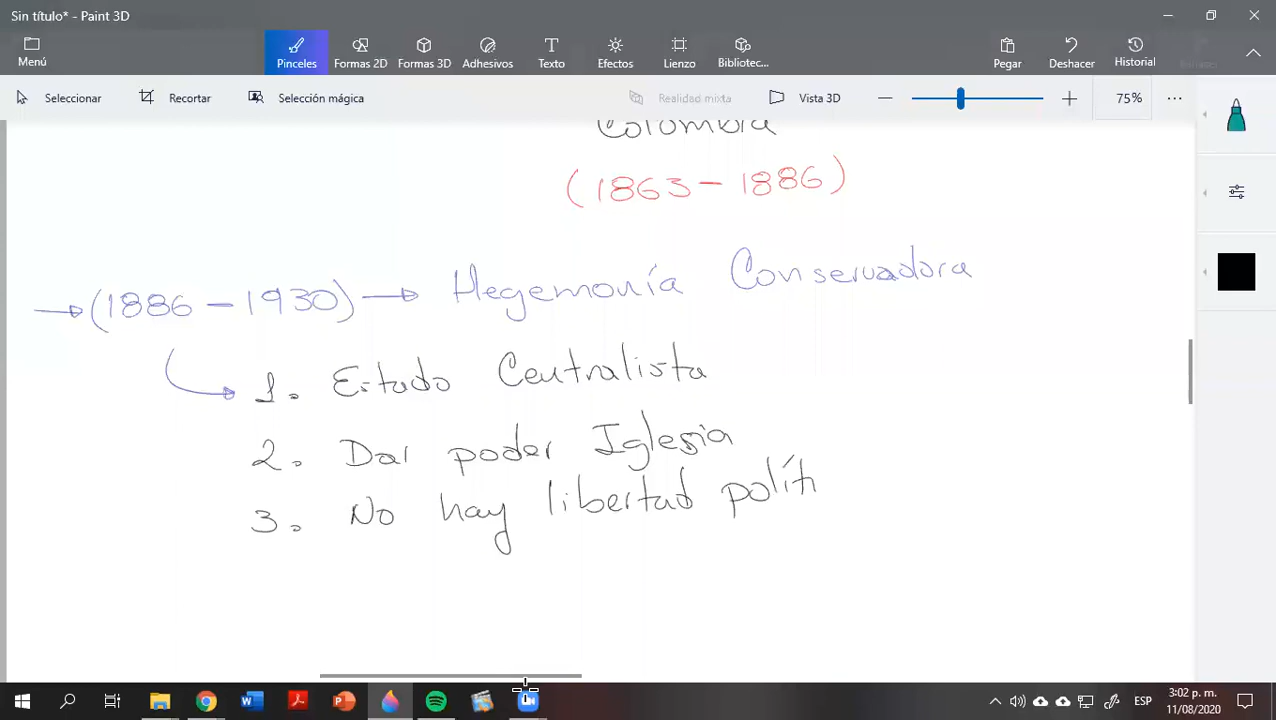 Sin título* - Paint 3D
Menú
Pinceles
Formas 2D
Formas 3D
Adhesivos
Texto
Efectos
Lienzo
Bibliotec...
Pegar
Deshacer
Historial
Seleccionar
Recortar
Selección mágica
Realidad mixta
Vista 3D
75%
Colombia
(1863 - 1886)
→(1886 - 1930) → Hegemonía Conservadora
1. Estado Centralista
2. Dar poder Iglesia
3. No hay libertad polít
ESP
3:02 p. m.
11/08/2020